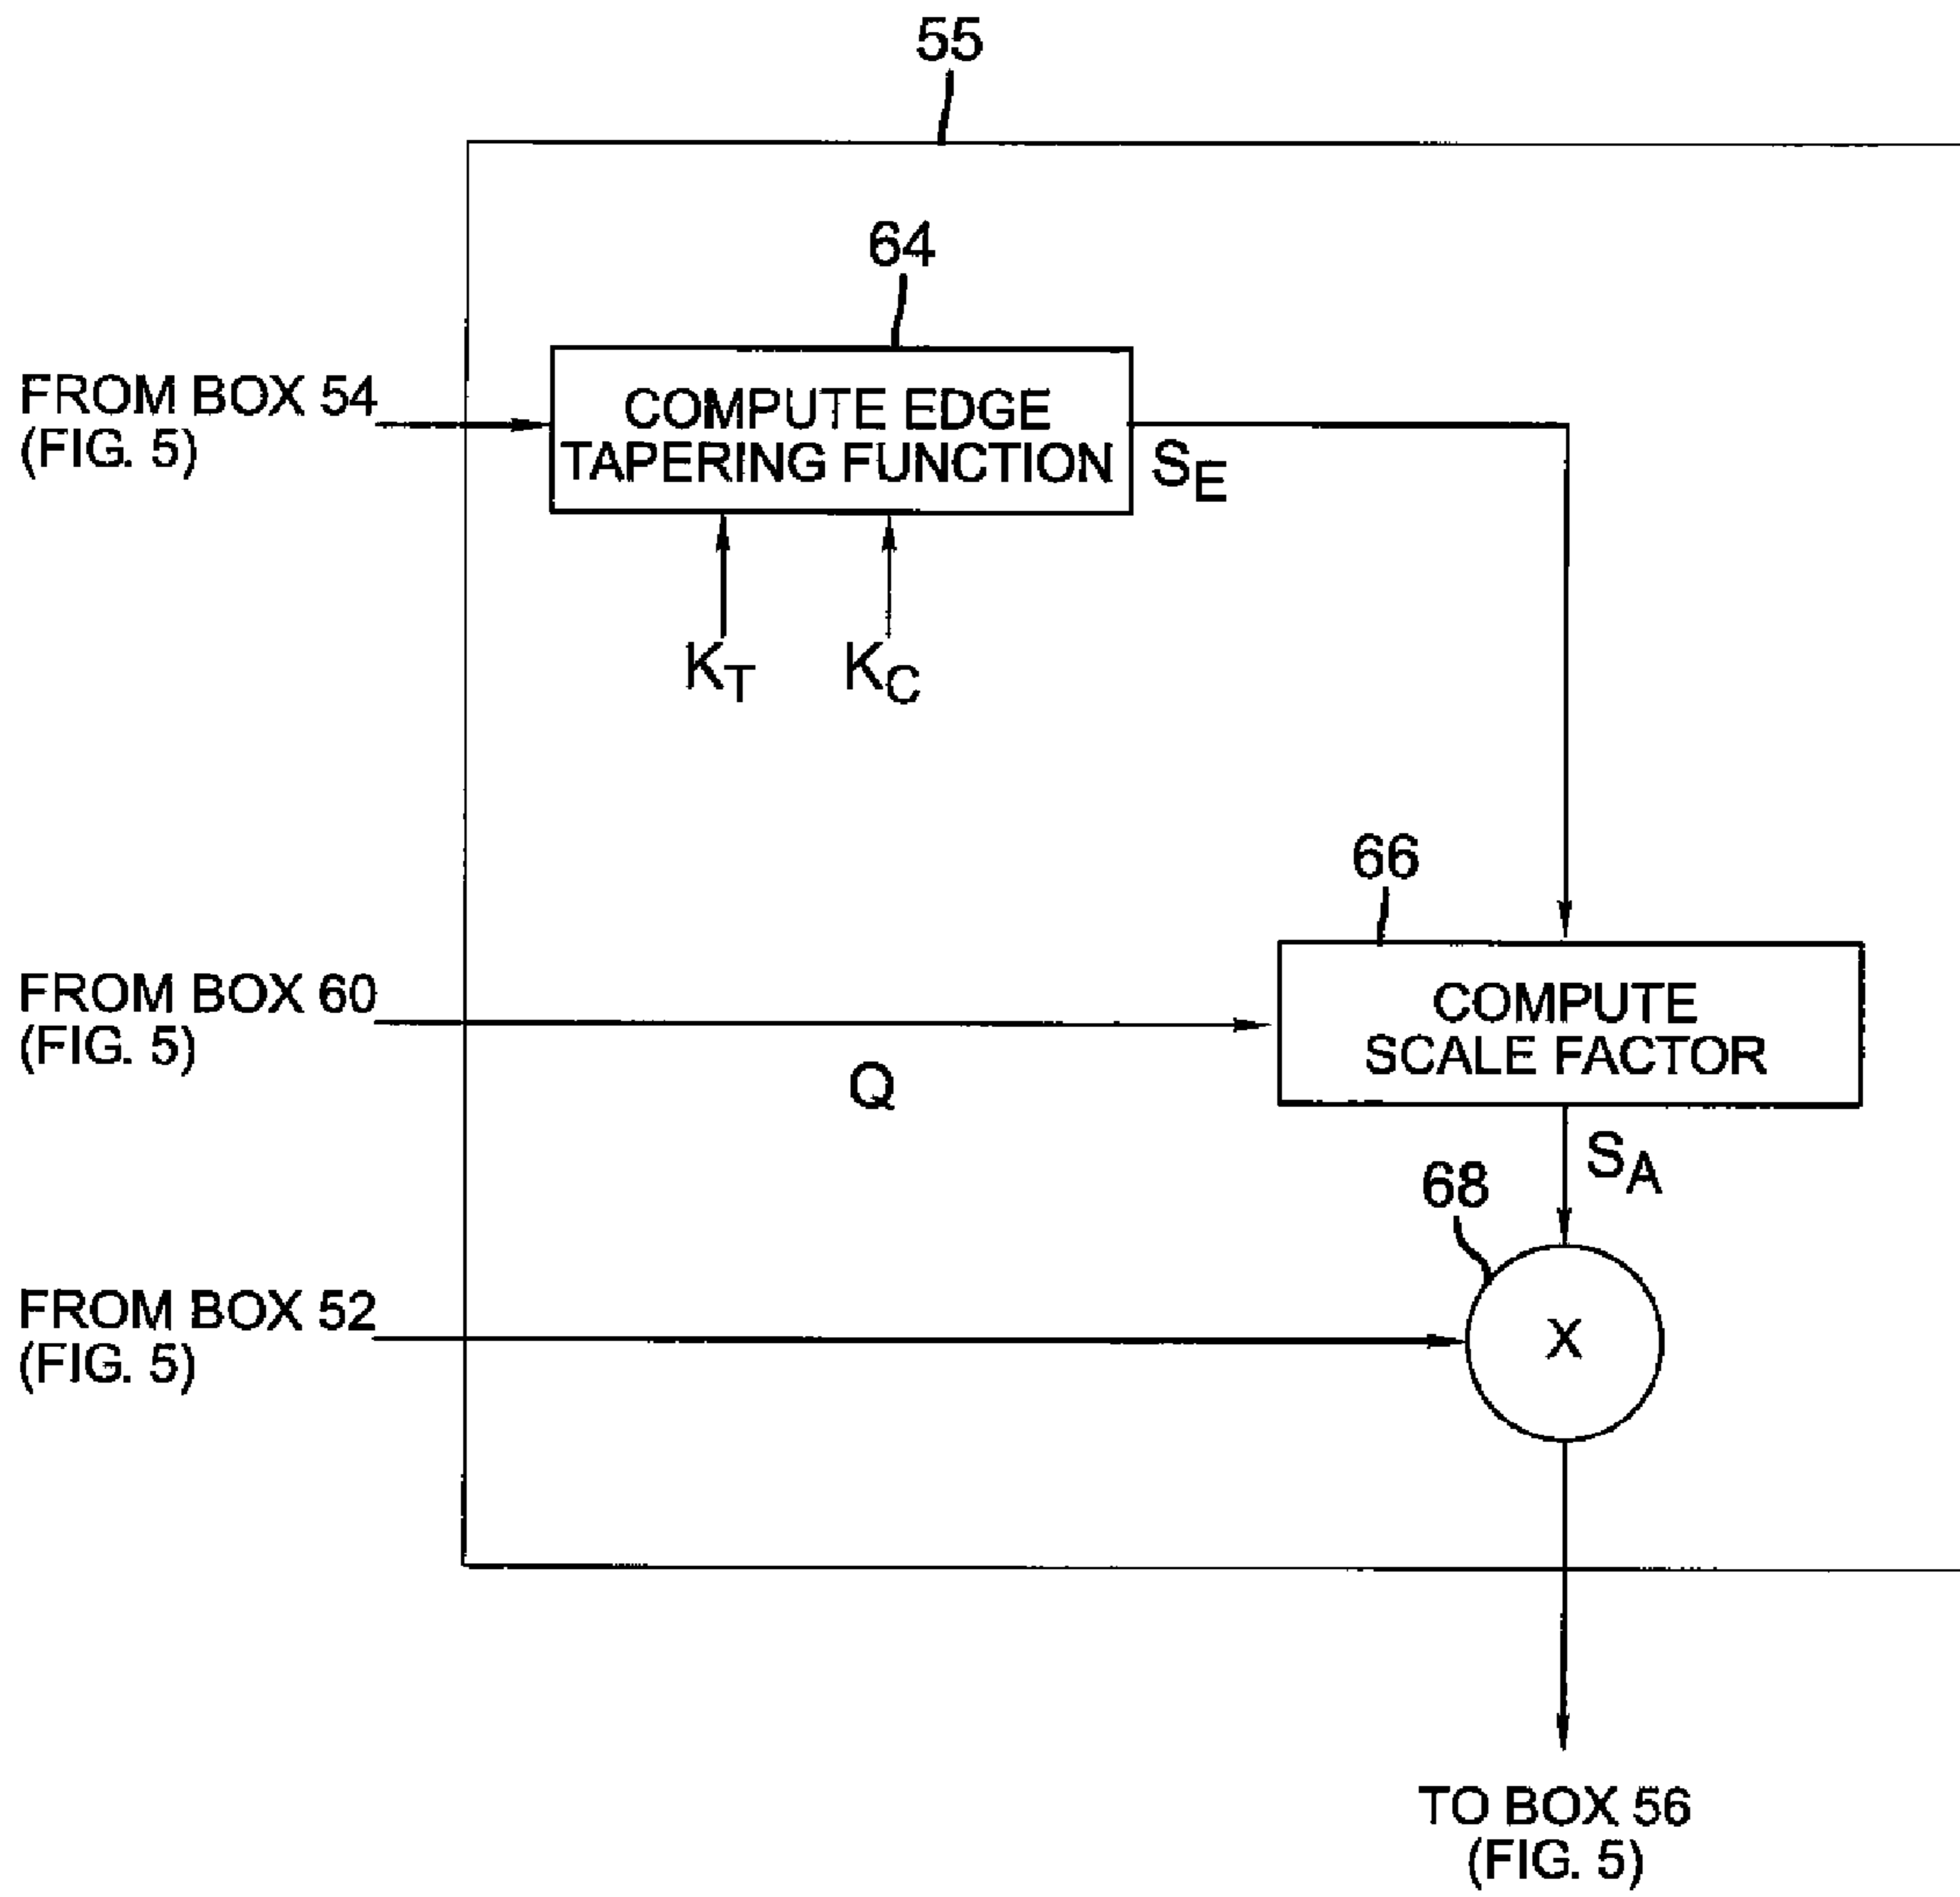 55
64
FROM BOX 54
(FIG. 5)
COMPUTE EDGE
TAPERING FUNCTION
SE
KT
KC
66
FROM BOX 60
(FIG. 5)
COMPUTE
SCALE FACTOR
Q
SA
68
FROM BOX 52
(FIG. 5)
X
TO BOX 56
(FIG. 5)